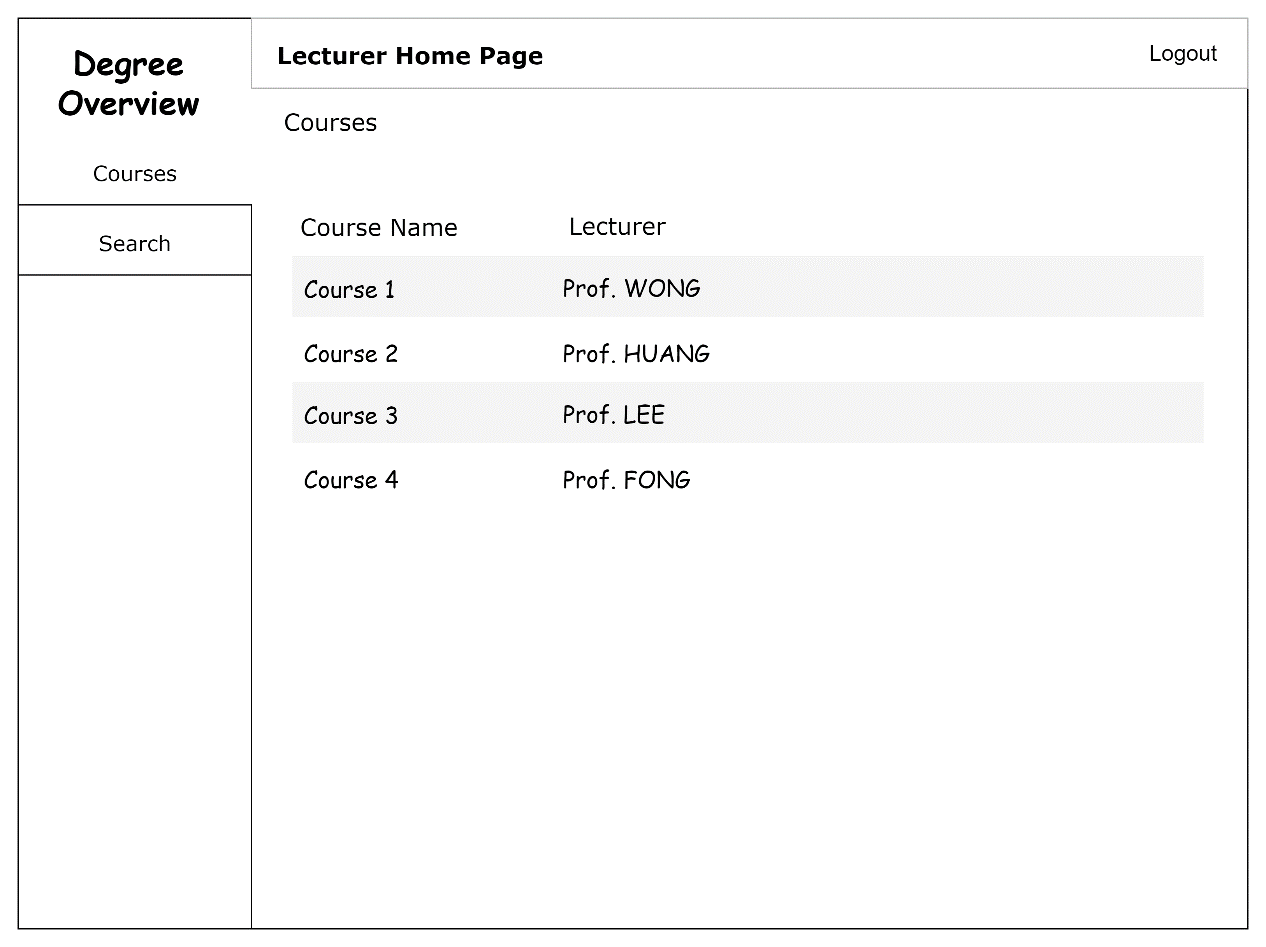 Degree
Overview
Courses
Search
Lecturer Home Page
Logout
Courses
Course Name Lecturer
Course 1 Prof. WONG
Course 2 Prof. HUANG
Course 3 Prof. LEE
Course 4 Prof. FONG